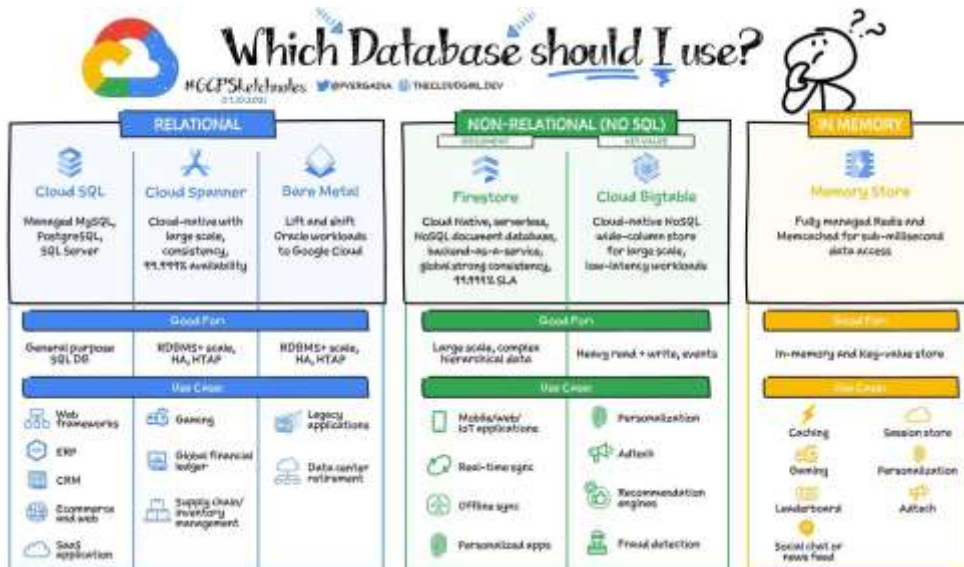 Which Database should I use?
#GCPSketchnotes @PVERGADIA THECLOUDGIRL.DEV
RELATIONAL
Cloud SQL
Managed MySQL,
PostgreSQL,
SQL Server
Cloud Spanner
Cloud-native with
large scale,
consistency,
99.999% availability
Bare Metal
Lift and shift
Oracle workloads
to Google Cloud
Good For:
General purpose
SQL DB
RDBMS+ scale,
HA, HTAP
RDBMS+ scale,
HA, HTAP
Use Case:
Web
frameworks
ERP
CRM
Ecommerce
and web
SaaS
application
Gaming
Global financial
ledger
Supply chain/
inventory
management
Legacy
applications
Data center
retirement
NON-RELATIONAL (NO SQL)
DOCUMENT
Firestore
Cloud Native, serverless,
NoSQL document database,
backend-as-a-service,
global strong consistency,
99.999% SLA
KEY VALUE
Cloud Bigtable
Cloud-native NoSQL
wide-column store
for large scale,
low-latency workloads
Good For:
Large scale, complex
hierarchical data
Heavy read + write, events
Use Case:
Mobile/web/
IoT applications
Real-time sync
Offline sync
Personalized apps
Personalization
Adtech
Recommendation
engines
Fraud detection
IN MEMORY
Memory Store
Fully managed Redis and
Memcached for sub-millisecond
data access
Good For:
In-memory and Key-value store
Use Case:
Caching
Gaming
Leaderboard
Social chat or
news feed
Session store
Personalization
Adtech